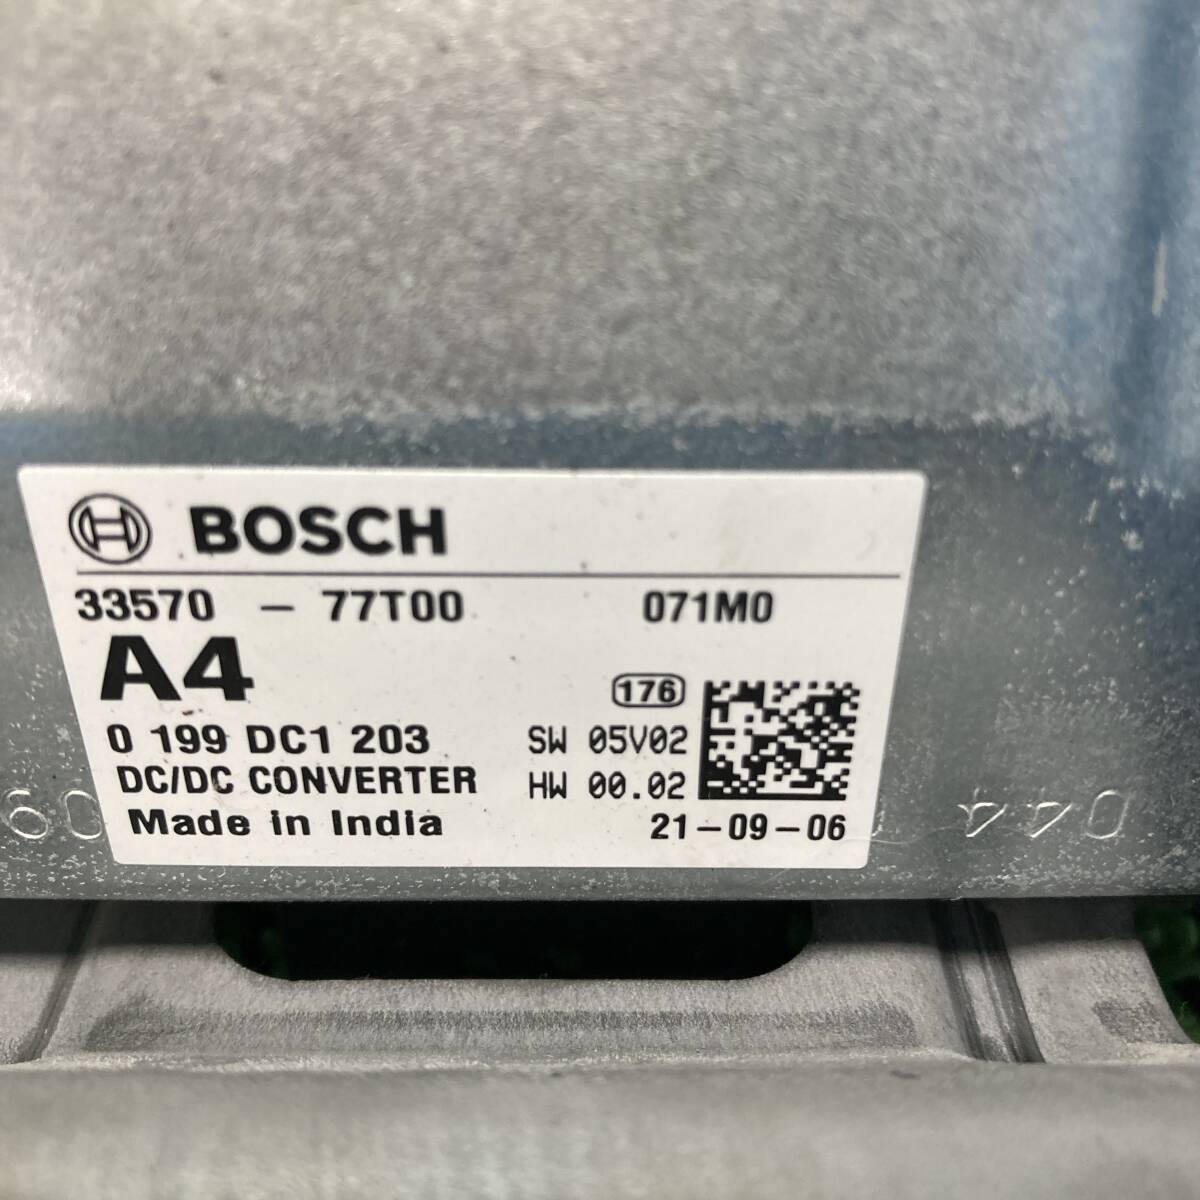 BOSCH
33570 - 77T00 071M0
A4
176
0 199 DC1 203 SW 05V02
DC/DC CONVERTER HW 00.02
Made in India 21-09-06
044